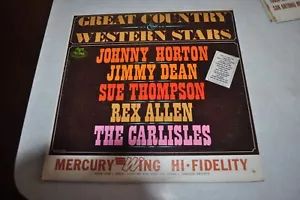 GREAT COUNTRY
WESTERN STARS
JOHNNY HORTON
JIMMY DEAN
SUE THOMPSON
REX ALLEN
THE CARLISLES
MERCURY WING HI-FIDELITY